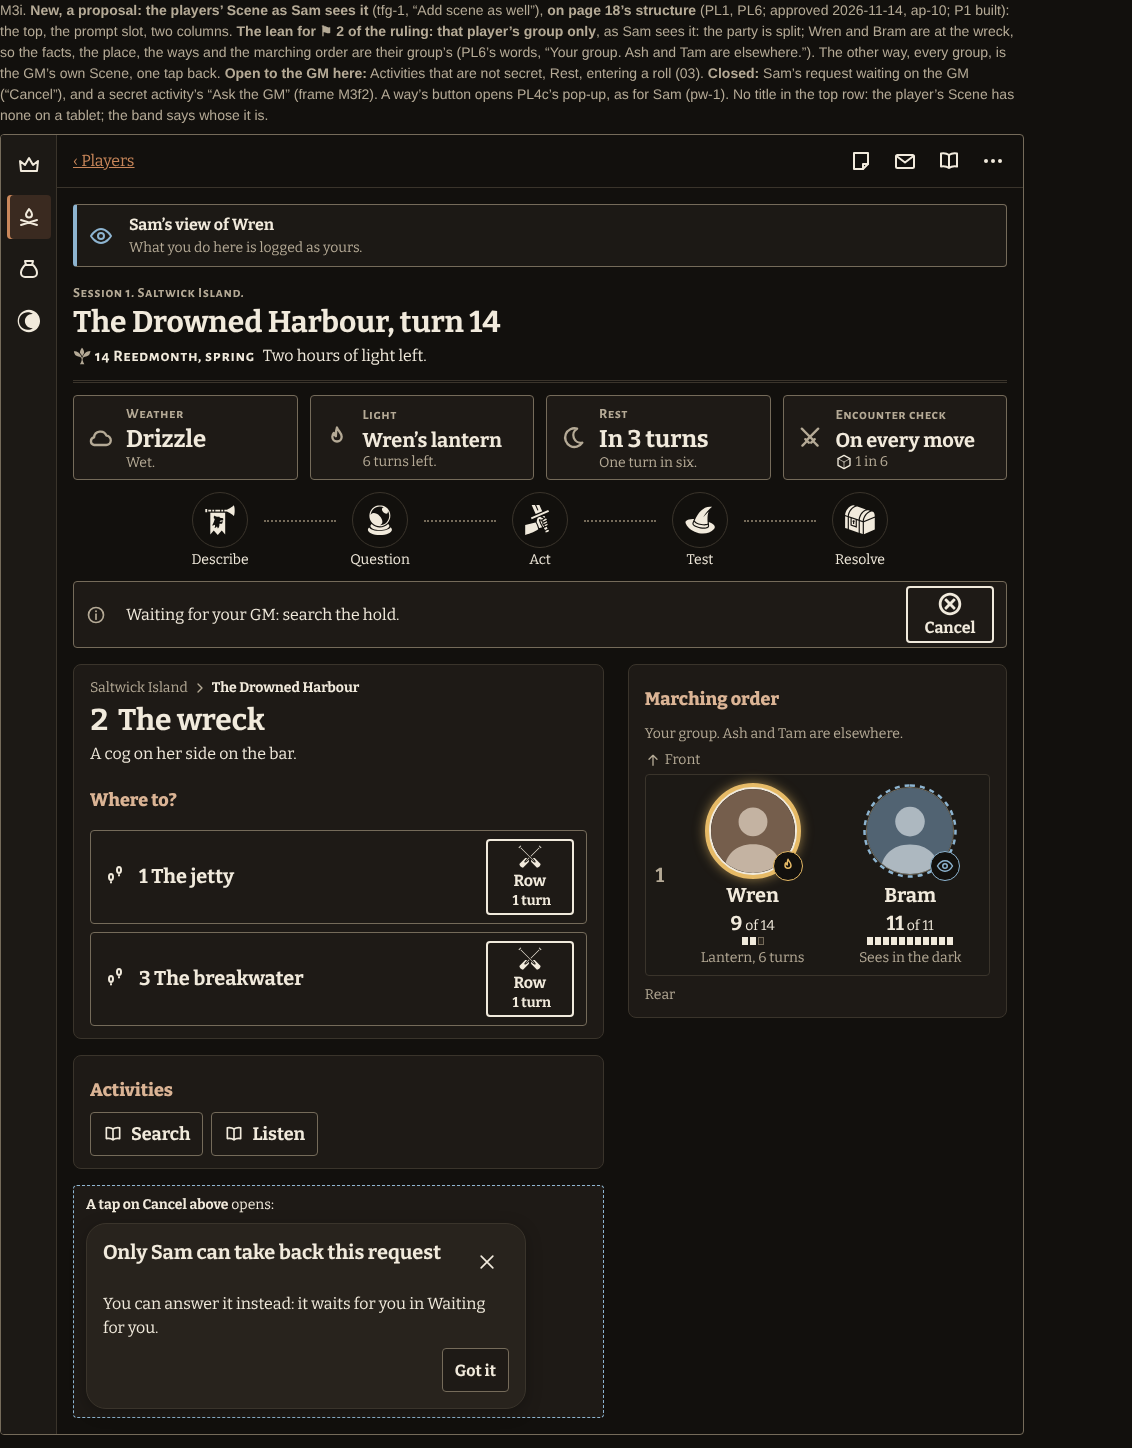 M3i. New, a proposal: the players’ Scene as Sam sees it (tfg-1, “Add scene as well”), on page 18’s structure (PL1, PL6; approved 2026-11-14, ap-10; P1 built):
the top, the prompt slot, two columns. The lean for ⚑ 2 of the ruling: that player’s group only, as Sam sees it: the party is split; Wren and Bram are at the wreck,
so the facts, the place, the ways and the marching order are their group’s (PL6’s words, “Your group. Ash and Tam are elsewhere.”). The other way, every group, is
the GM’s own Scene, one tap back. Open to the GM here: Activities that are not secret, Rest, entering a roll (03). Closed: Sam’s request waiting on the GM
(“Cancel”), and a secret activity’s “Ask the GM” (frame M3f2). A way’s button opens PL4c’s pop-up, as for Sam (pw-1). No title in the top row: the player’s Scene has
none on a tablet; the band says whose it is.
‹ Players
Sam’s view of Wren
What you do here is logged as yours.
Session 1. Saltwick Island.
The Drowned Harbour, turn 14
14 Reedmonth, spring Two hours of light left.
Weather
Drizzle
Wet.
Light
Wren’s lantern
6 turns left.
Rest
In 3 turns
One turn in six.
Encounter check
On every move
1 in 6
Describe
Question
Act
Test
Resolve
Waiting for your GM: search the hold.
Cancel
Saltwick Island > The Drowned Harbour
2 The wreck
A cog on her side on the bar.
Where to?
1 The jetty
Row
1 turn
3 The breakwater
Row
1 turn
Activities
Search
Listen
A tap on Cancel above opens:
Only Sam can take back this request
You can answer it instead: it waits for you in Waiting
for you.
Got it
Marching order
Your group. Ash and Tam are elsewhere.
↑ Front
1
Wren
9 of 14
Lantern, 6 turns
Bram
11 of 11
Sees in the dark
Rear